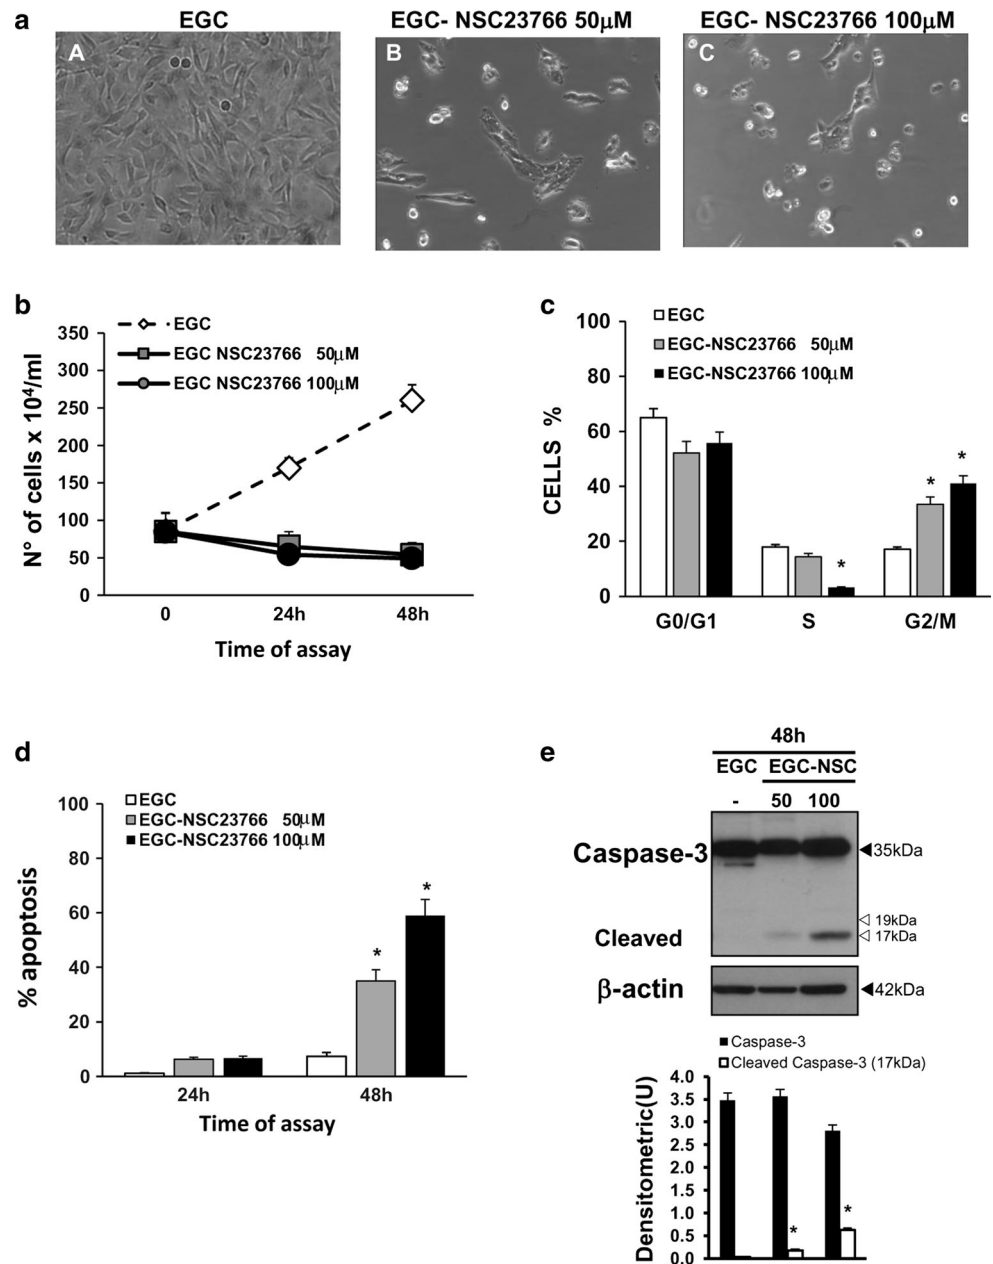 a
EGC
EGC- NSC23766 50μM
EGC- NSC23766 100μM
A
B
C
b
EGC
EGC NSC23766 50μM
EGC NSC23766 100μM
350
300
250
200
150
100
50
0
N° of cells x 10⁴/ml
0 24h 48h
Time of assay
c
EGC
EGC-NSC23766 50μM
EGC-NSC23766 100μM
100
80
60
40
20
0
CELLS %
*
*
*
G0/G1 S G2/M
d
EGC
EGC-NSC23766 50μM
EGC-NSC23766 100μM
100
80
60
40
20
0
% apoptosis
*
*
24h 48h
Time of assay
e
48h
EGC EGC-NSC
- 50 100
Caspase-3
35kDa
19kDa
Cleaved
17kDa
β-actin
42kDa
Caspase-3
Cleaved Caspase-3 (17kDa)
4.0
3.5
3.0
2.5
2.0
1.5
1.0
0.5
0.0
Densitometric(U)
*
*